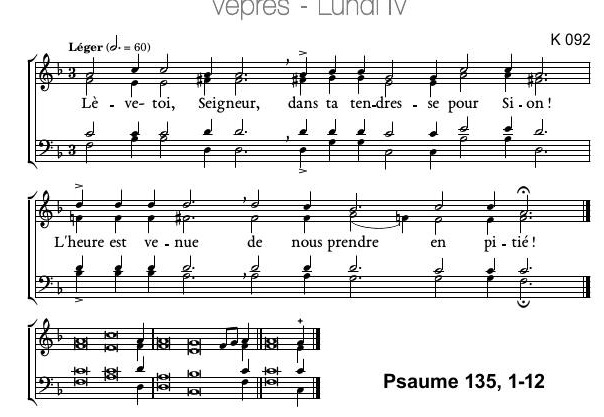 Vêpres - Lundi IV
K 092
Léger (𝅗𝅥. = 60)
Lè - ve- toi, Seigneur, dans ta ten-dres - se pour Si - on !
L'heure est ve - nue de nous prendre en pi - tié !
Psaume 135, 1-12